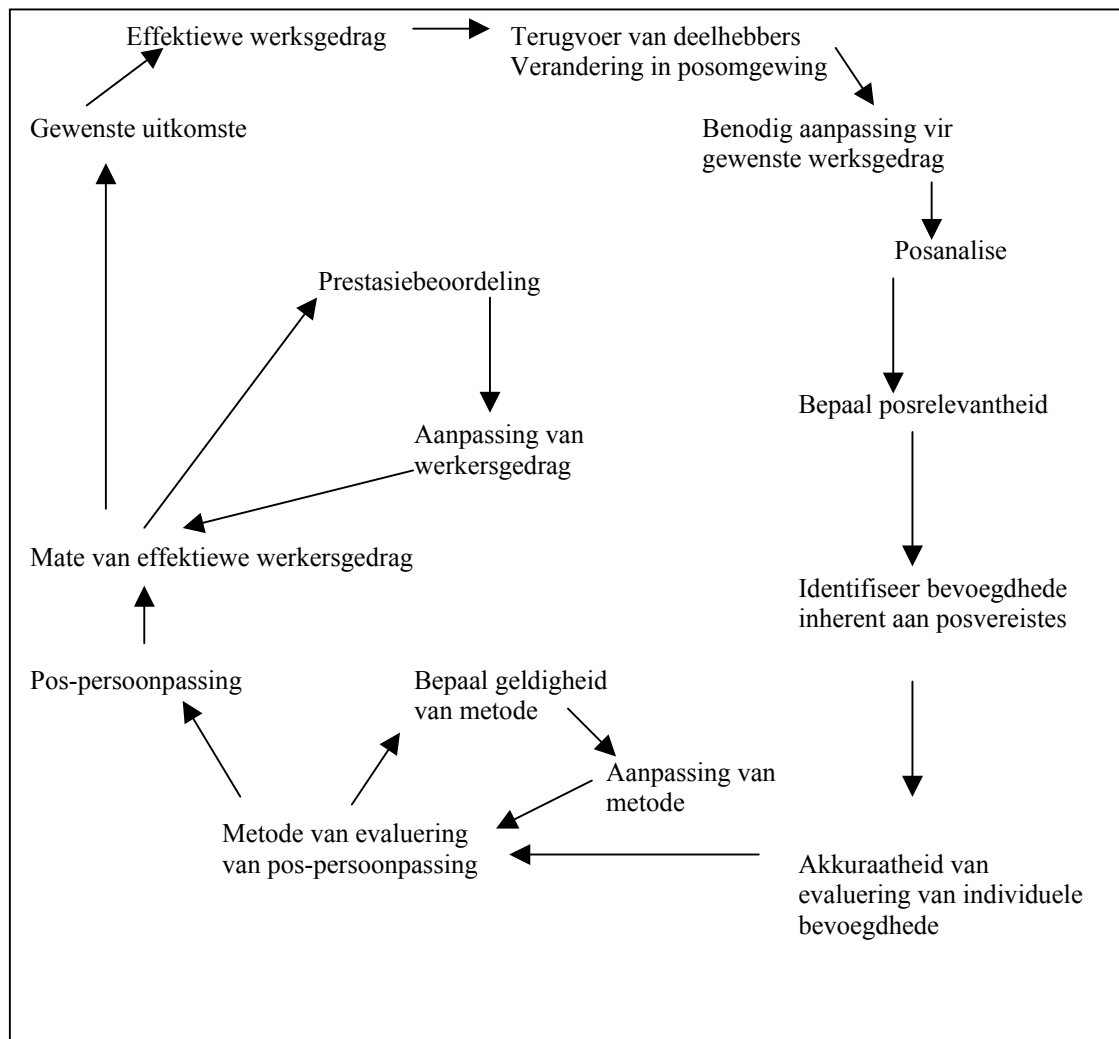 Effektiewe werksgedrag
Terugvoer van deelhebbers
Verandering in posomgewing
Gewenste uitkomste
Benodig aanpassing vir
gewenste werksgedrag
Posanalise
Prestasiebeoordeling
Bepaal posrelevantheid
Aanpassing van
werkersgedrag
Mate van effektiewe werkersgedrag
Identifiseer bevoegdhede
inherent aan posvereistes
Pos-persoonpassing
Bepaal geldigheid
van metode
Aanpassing van
metode
Metode van evaluering
van pos-persoonpassing
Akkuraatheid van
evaluering van individuele
bevoegdhede